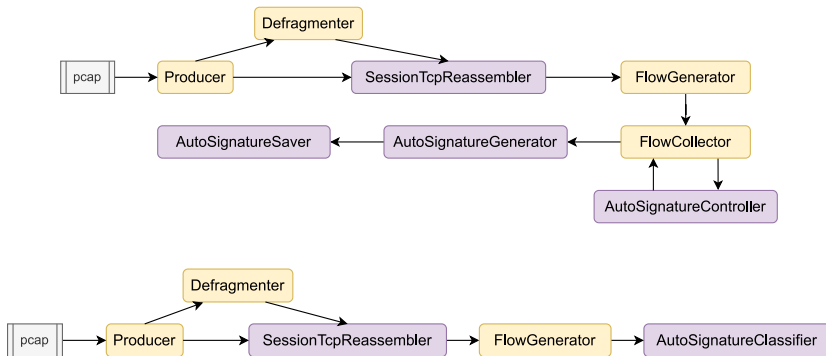 Defragmenter
pcap
Producer
SessionTcpReassembler
FlowGenerator
AutoSignatureSaver
AutoSignatureGenerator
FlowCollector
AutoSignatureController
Defragmenter
pcap
Producer
SessionTcpReassembler
FlowGenerator
AutoSignatureClassifier